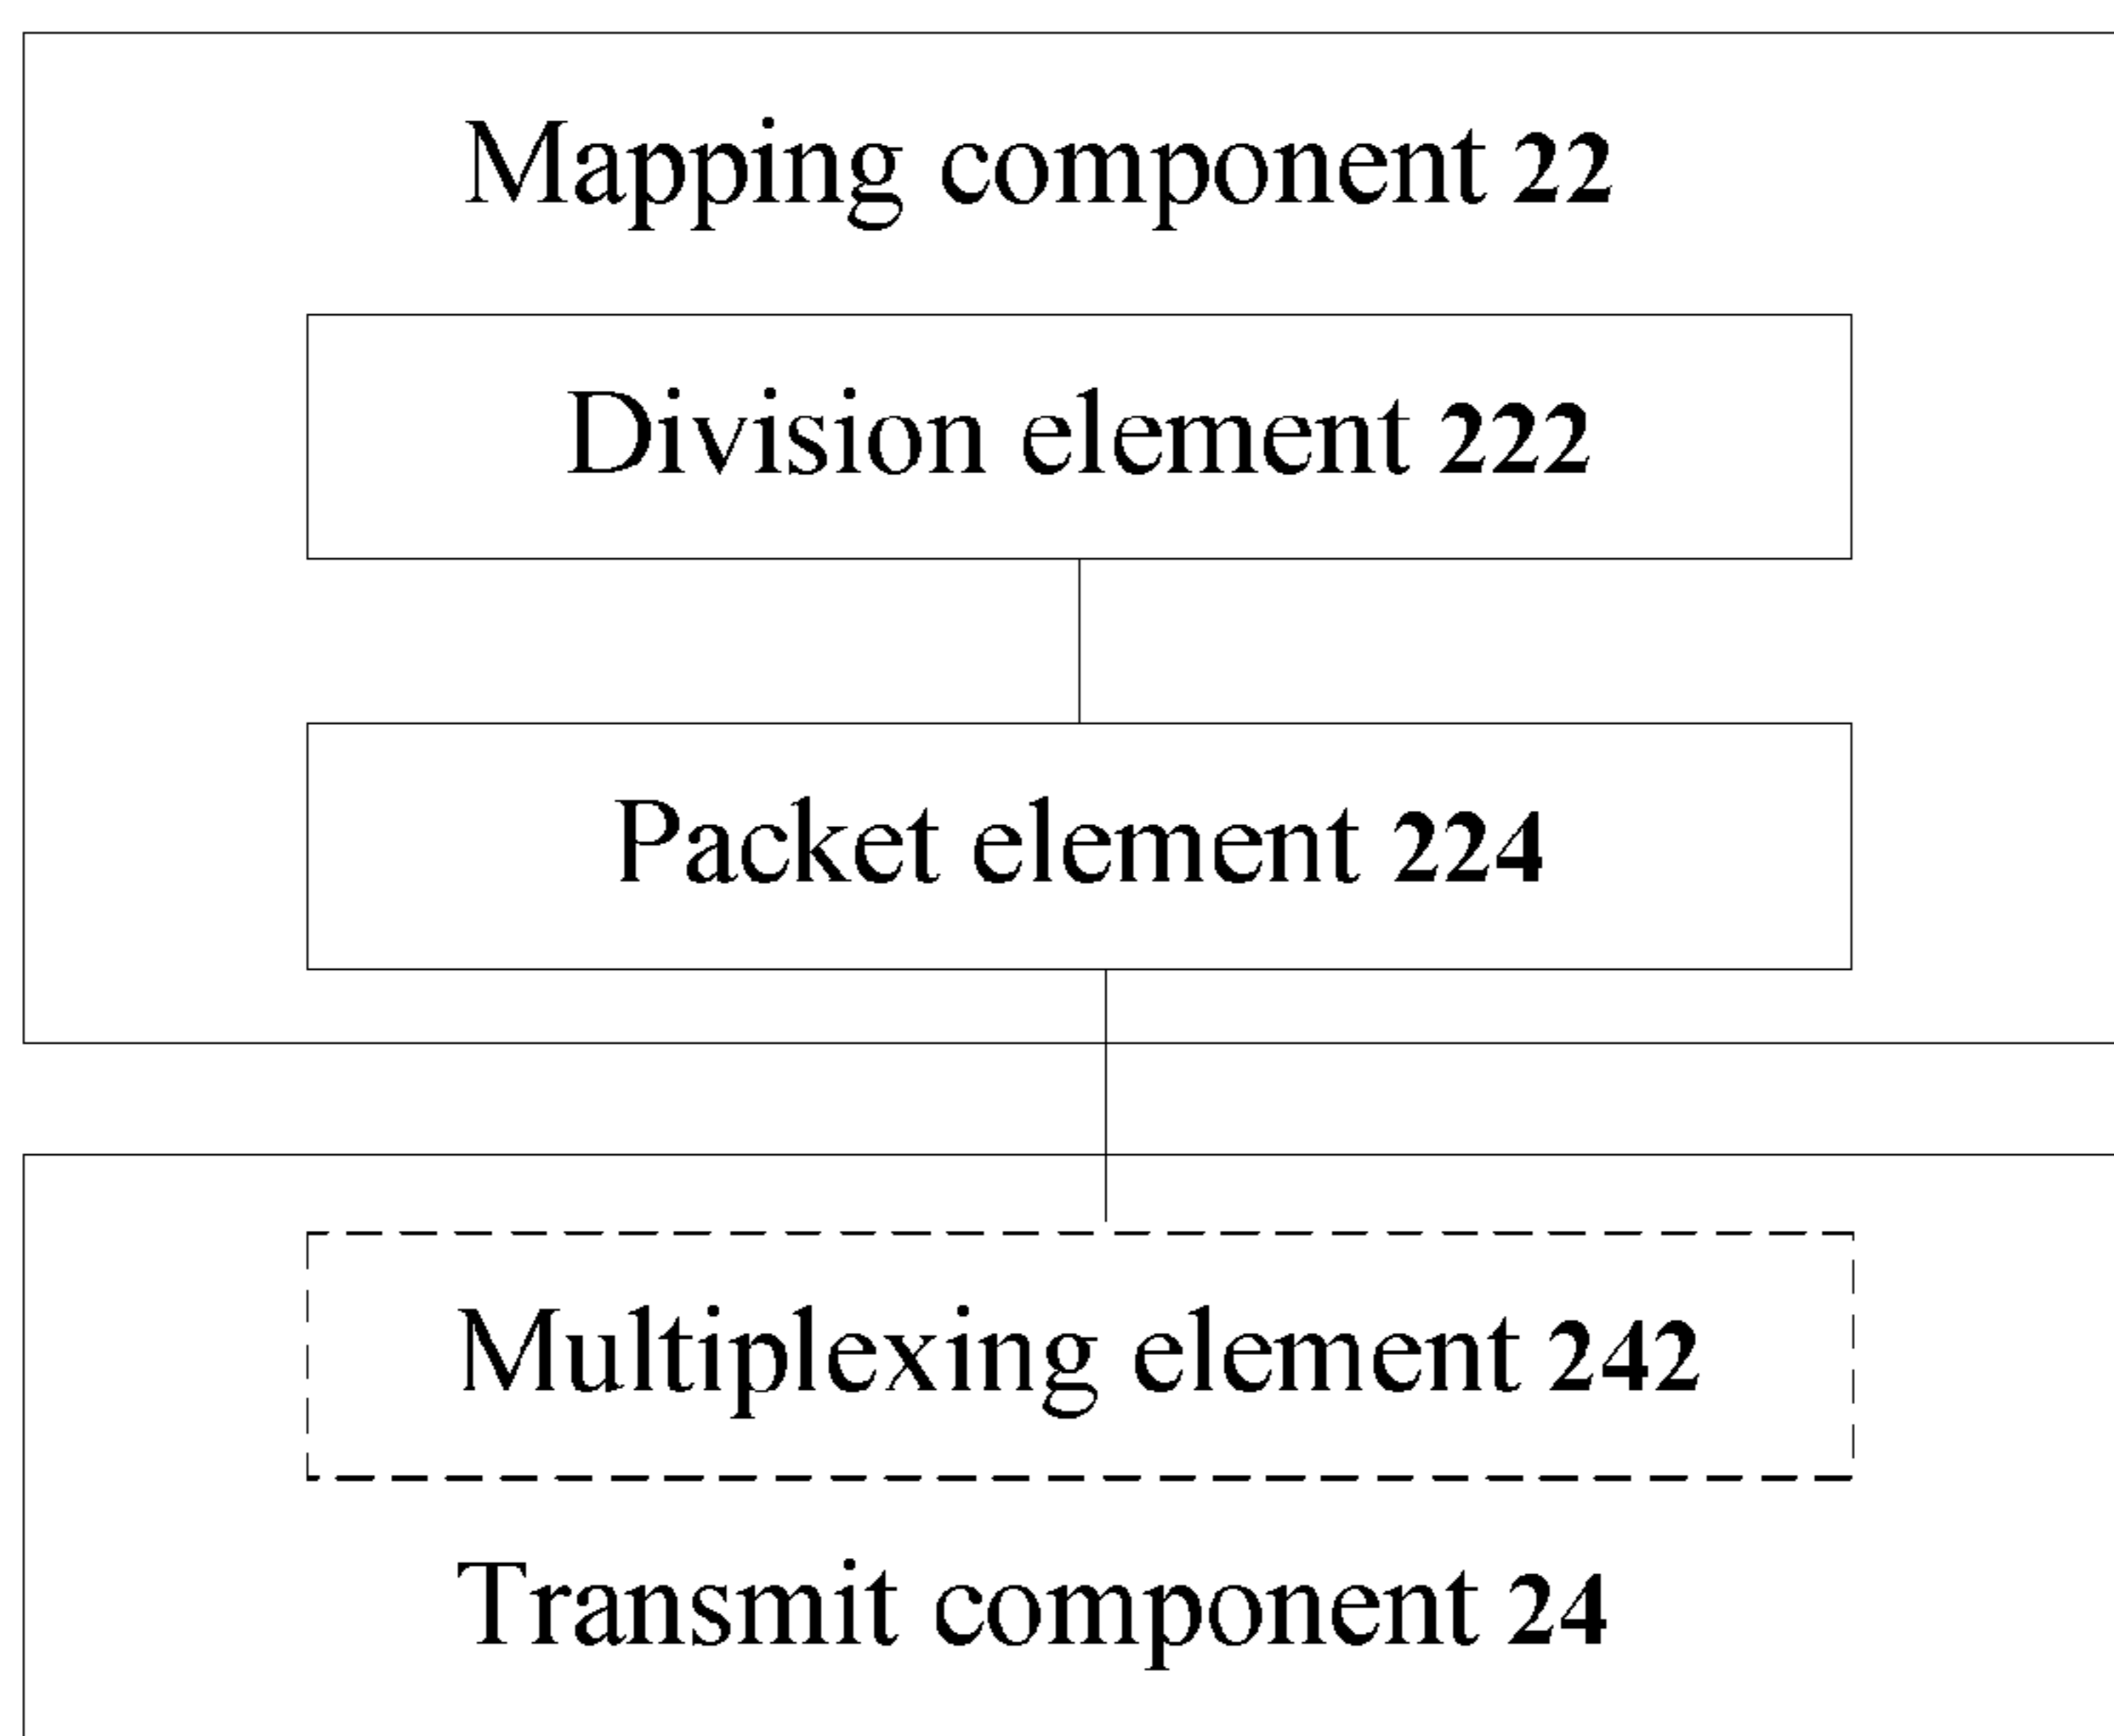 Mapping component 22
Division element 222
Packet element 224
Multiplexing element 242
Transmit component 24